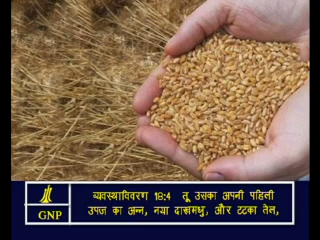 व्यवस्थाविवरण 18:4 तू उसका अपनी पहिली
उपज का अन्न, नया दाखमधु, और टटका तेल,
GNP